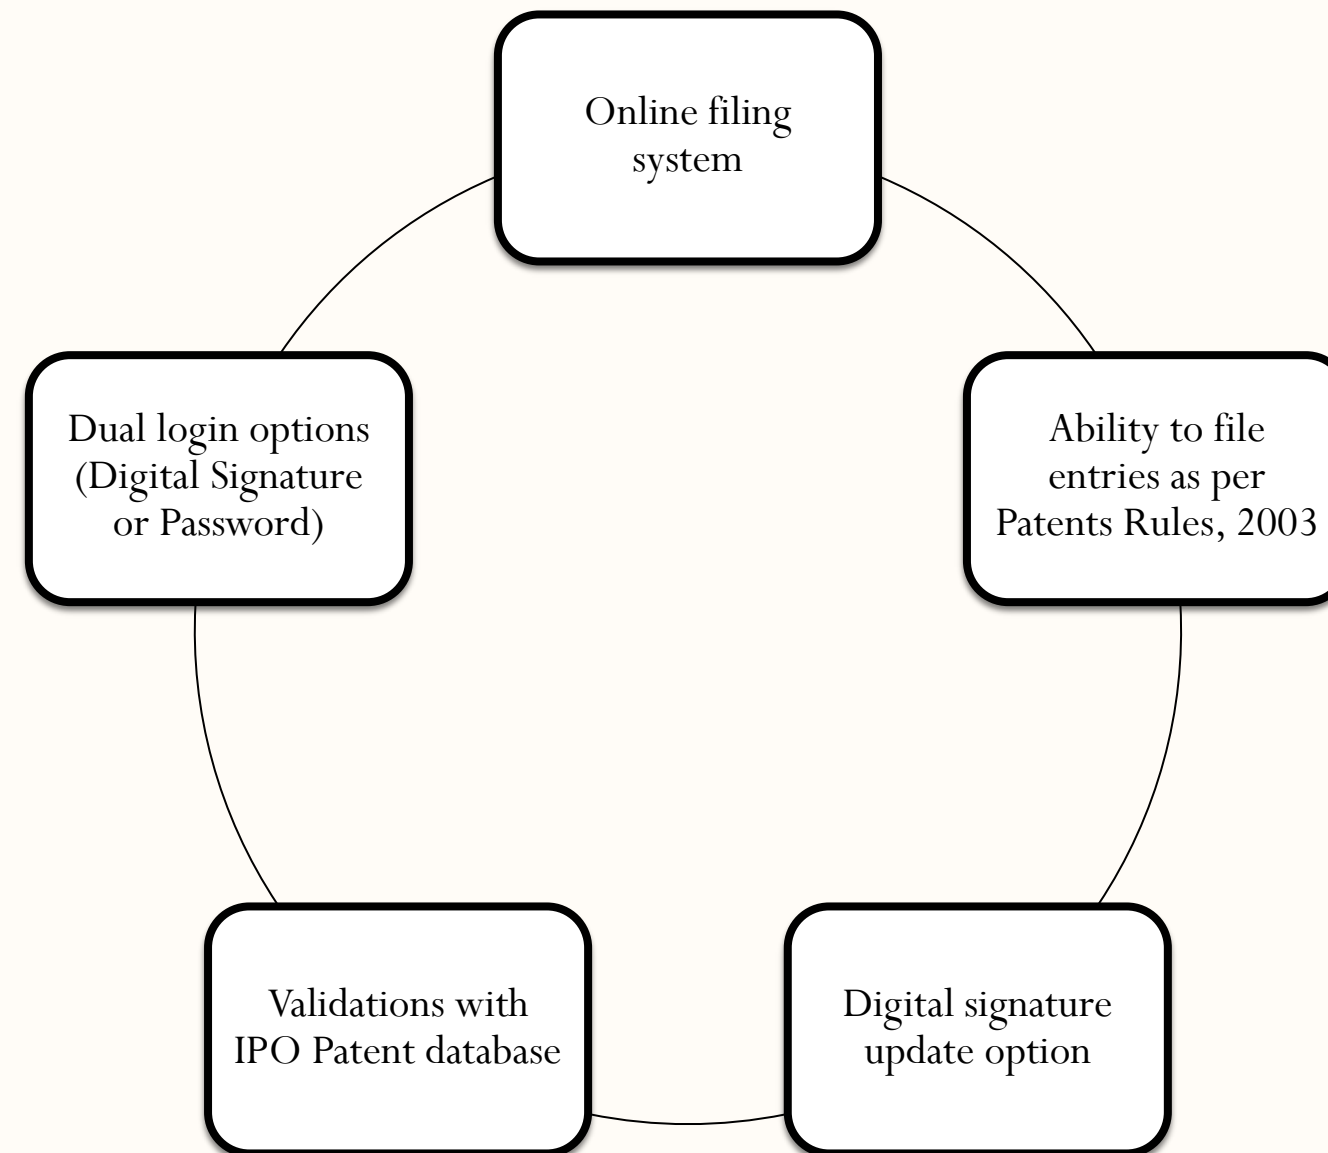 Online filing
system
Dual login options
(Digital Signature
or Password)
Ability to file
entries as per
Patents Rules, 2003
Validations with
IPO Patent database
Digital signature
update option